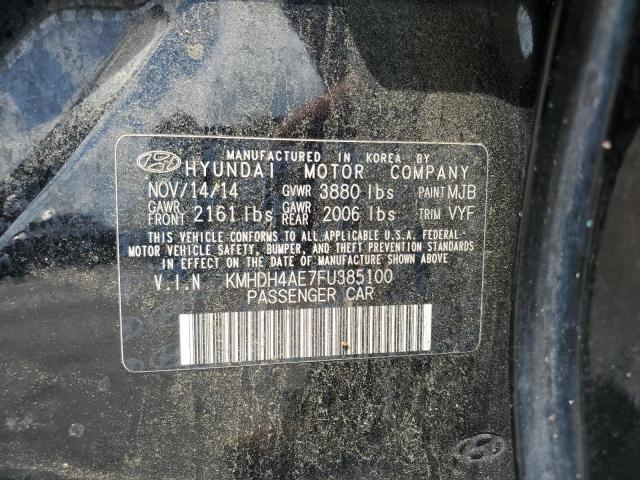 MANUFACTURED IN KOREA BY
HYUNDAI MOTOR COMPANY
NOV/14/14 GVWR 3880 lbs PAINT MJB
GAWR FRONT 2161 lbs GAWR REAR 2006 lbs TRIM VYF
THIS VEHICLE CONFORMS TO ALL APPLICABLE U.S.A. FEDERAL-
MOTOR VEHICLE SAFETY, BUMPER, AND THEFT PREVENTION STANDARDS
IN EFFECT ON THE DATE OF MANUFACTURE SHOWN ABOVE
V.I.N KMHDH4AE7FU385100
PASSENGER CAR